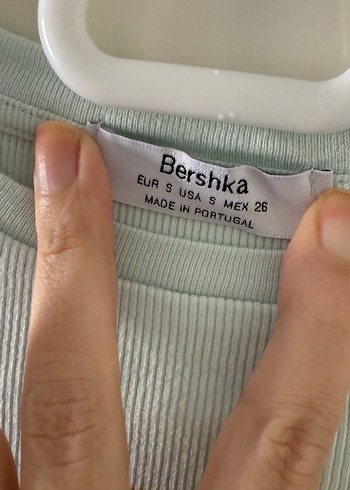 Bershka
EUR S USA S MEX 26
MADE IN PORTUGAL